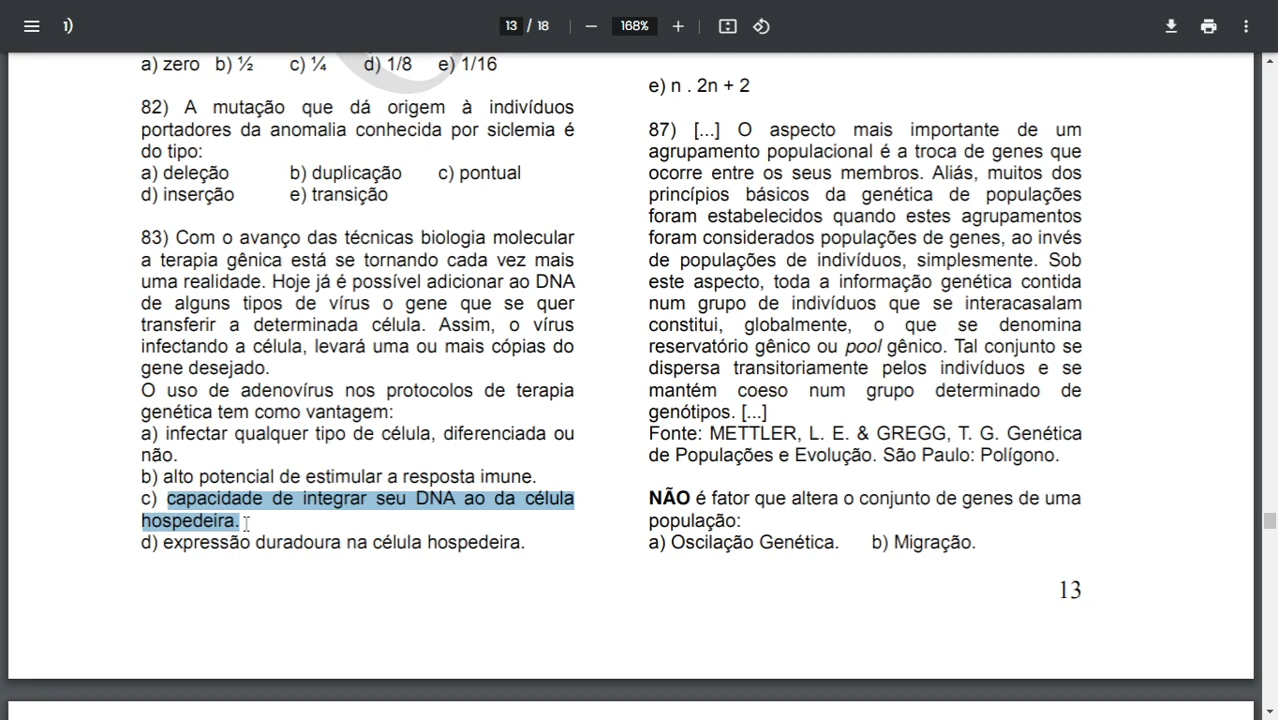 1)
13 / 18
168%
a) zero b) ½ c) ¼ d) 1/8 e) 1/16
82) A mutação que dá origem à indivíduos
portadores da anomalia conhecida por siclemia é
do tipo:
a) deleção b) duplicação c) pontual
d) inserção e) transição
83) Com o avanço das técnicas biologia molecular
a terapia gênica está se tornando cada vez mais
uma realidade. Hoje já é possível adicionar ao DNA
de alguns tipos de vírus o gene que se quer
transferir a determinada célula. Assim, o vírus
infectando a célula, levará uma ou mais cópias do
gene desejado.
O uso de adenovírus nos protocolos de terapia
genética tem como vantagem:
a) infectar qualquer tipo de célula, diferenciada ou
não.
b) alto potencial de estimular a resposta imune.
c) capacidade de integrar seu DNA ao da célula
hospedeira.
d) expressão duradoura na célula hospedeira.
e) n . 2n + 2
87) [...] O aspecto mais importante de um
agrupamento populacional é a troca de genes que
ocorre entre os seus membros. Aliás, muitos dos
princípios básicos da genética de populações
foram estabelecidos quando estes agrupamentos
foram considerados populações de genes, ao invés
de populações de indivíduos, simplesmente. Sob
este aspecto, toda a informação genética contida
num grupo de indivíduos que se interacasalam
constitui, globalmente, o que se denomina
reservatório gênico ou pool gênico. Tal conjunto se
dispersa transitoriamente pelos indivíduos e se
mantém coeso num grupo determinado de
genótipos. [...]
Fonte: METTLER, L. E. & GREGG, T. G. Genética
de Populações e Evolução. São Paulo: Polígono.
NÃO é fator que altera o conjunto de genes de uma
população:
a) Oscilação Genética. b) Migração.
13